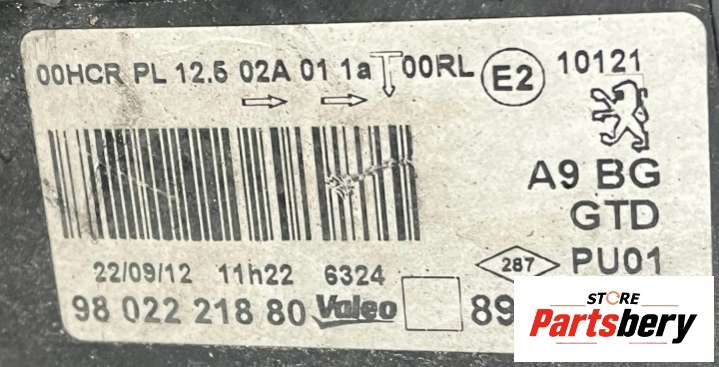 00HCR PL 12.5 02A 01 1a 00RL E2 10121
A9 BG
GTD
287 PU01
22/09/12 11h22 6324
98 022 218 80 Valeo 89
STORE
Partsbery